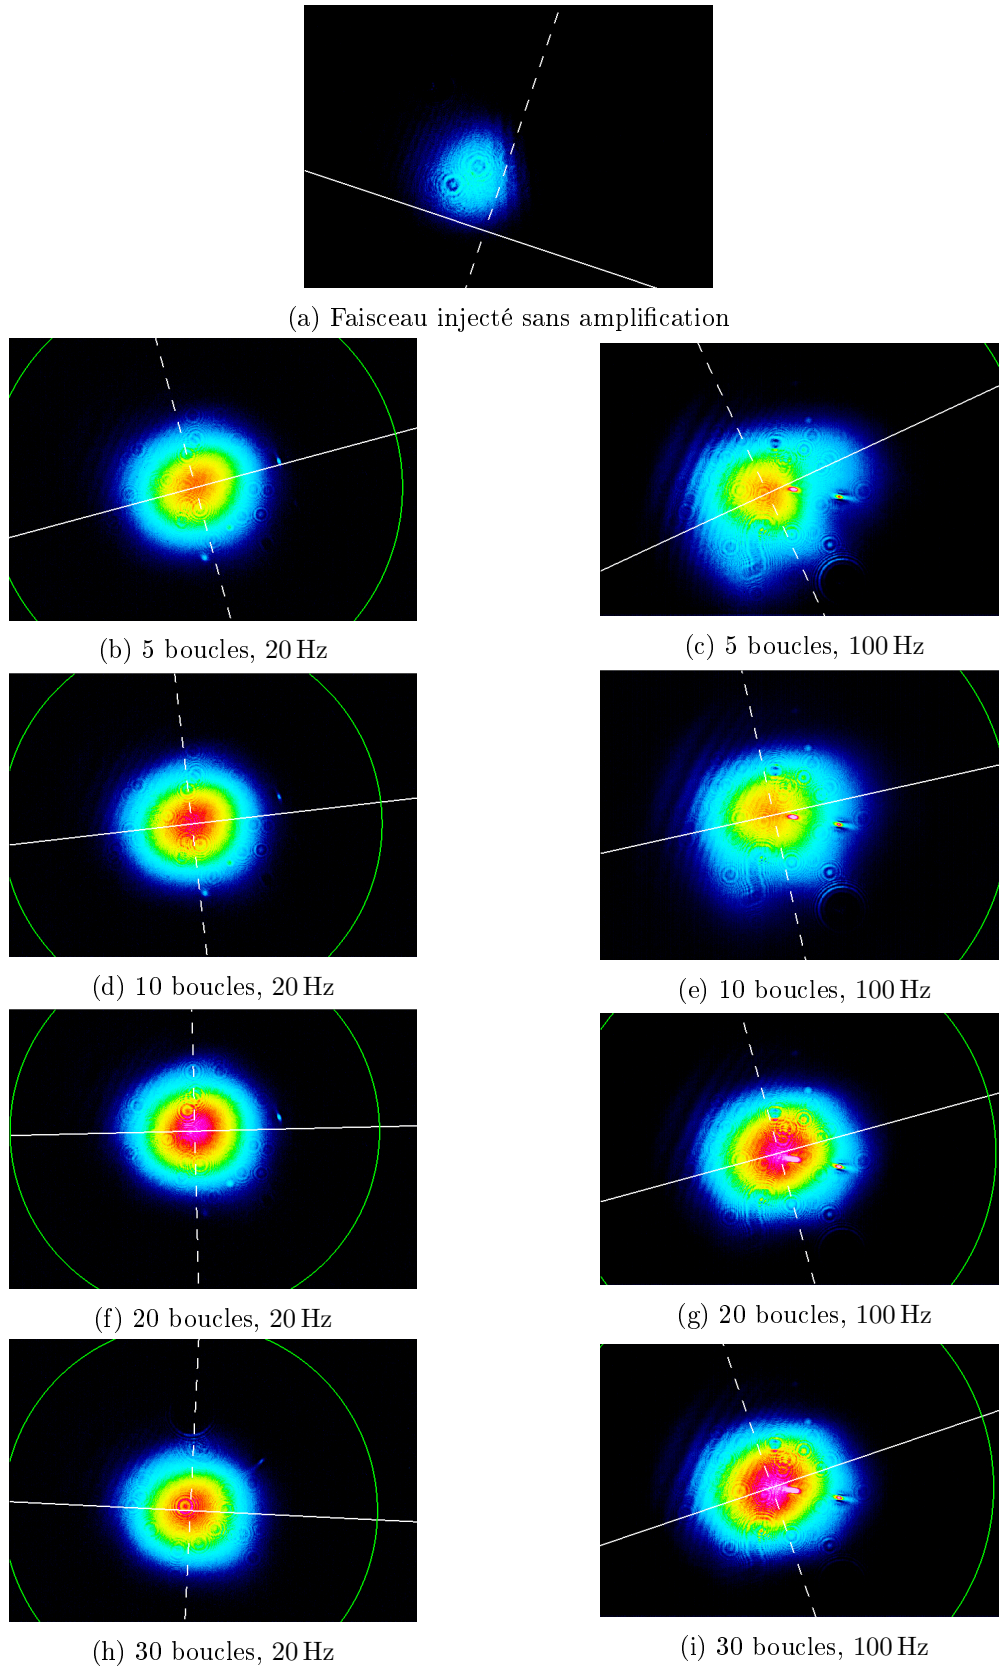 (a) Faisceau injecté sans amplification
(b) 5 boucles, 20 Hz
(c) 5 boucles, 100 Hz
(d) 10 boucles, 20 Hz
(e) 10 boucles, 100 Hz
(f) 20 boucles, 20 Hz
(g) 20 boucles, 100 Hz
(h) 30 boucles, 20 Hz
(i) 30 boucles, 100 Hz